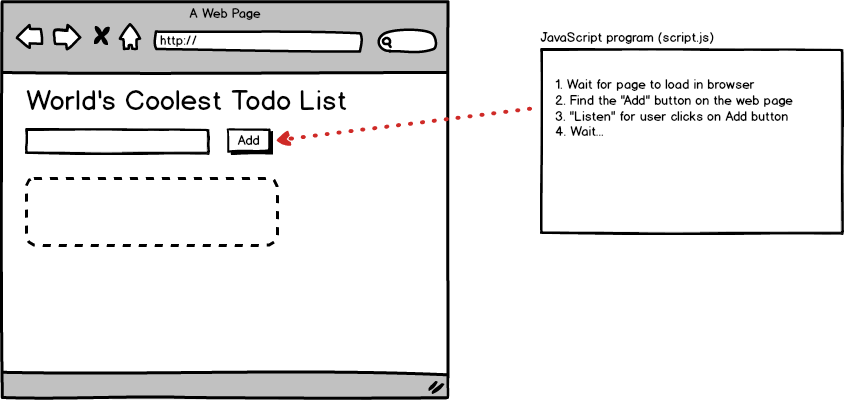 A Web Page
http://
World's Coolest Todo List
Add
JavaScript program (script.js)
1. Wait for page to load in browser
2. Find the "Add" button on the web page
3. "Listen" for user clicks on Add button
4. Wait...